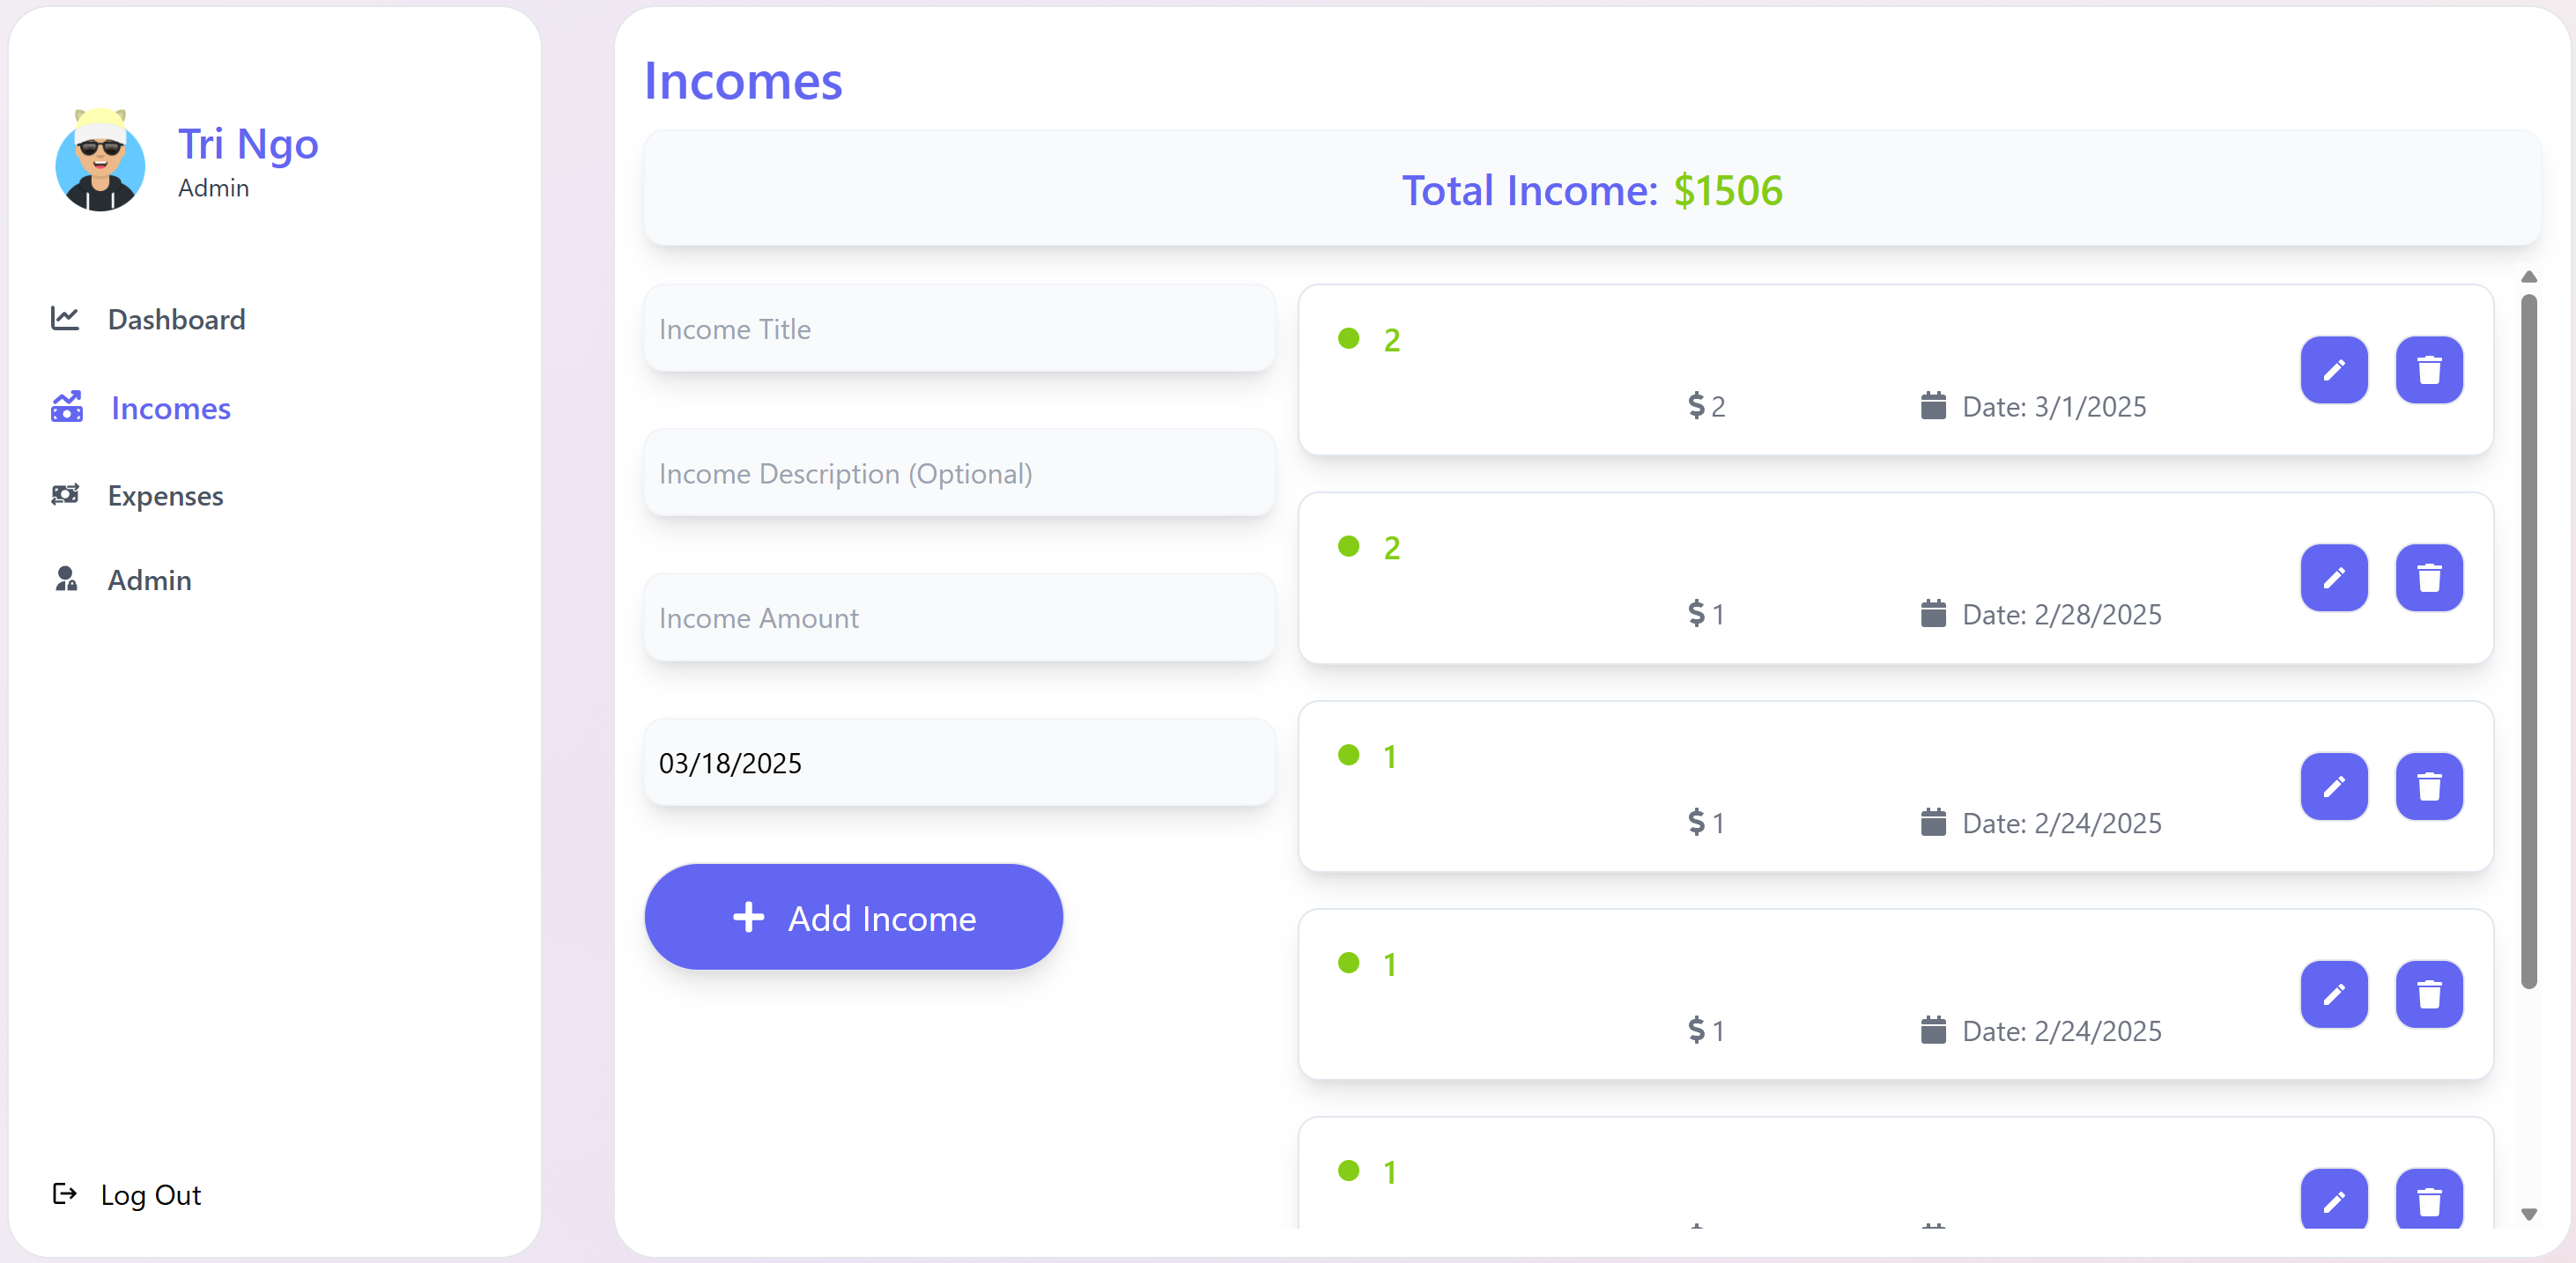 Tri Ngo
Admin
Dashboard
Incomes
Expenses
Admin
Log Out
Incomes
Total Income: $1506
Income Title
Income Description (Optional)
Income Amount
03/18/2025
Add Income
2
$ 2 Date: 3/1/2025
2
$ 1 Date: 2/28/2025
1
$ 1 Date: 2/24/2025
1
$ 1 Date: 2/24/2025
1